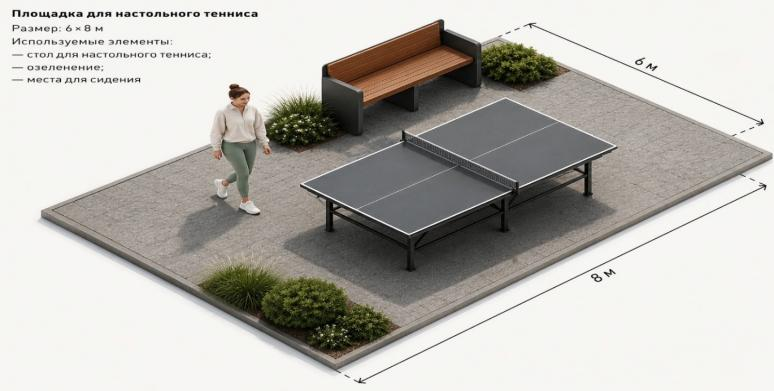 Площадка для настольного тенниса
Размер: 6 × 8 м
Используемые элементы:
— стол для настольного тенниса;
— озеленение;
— места для сидения
6 м
8 м